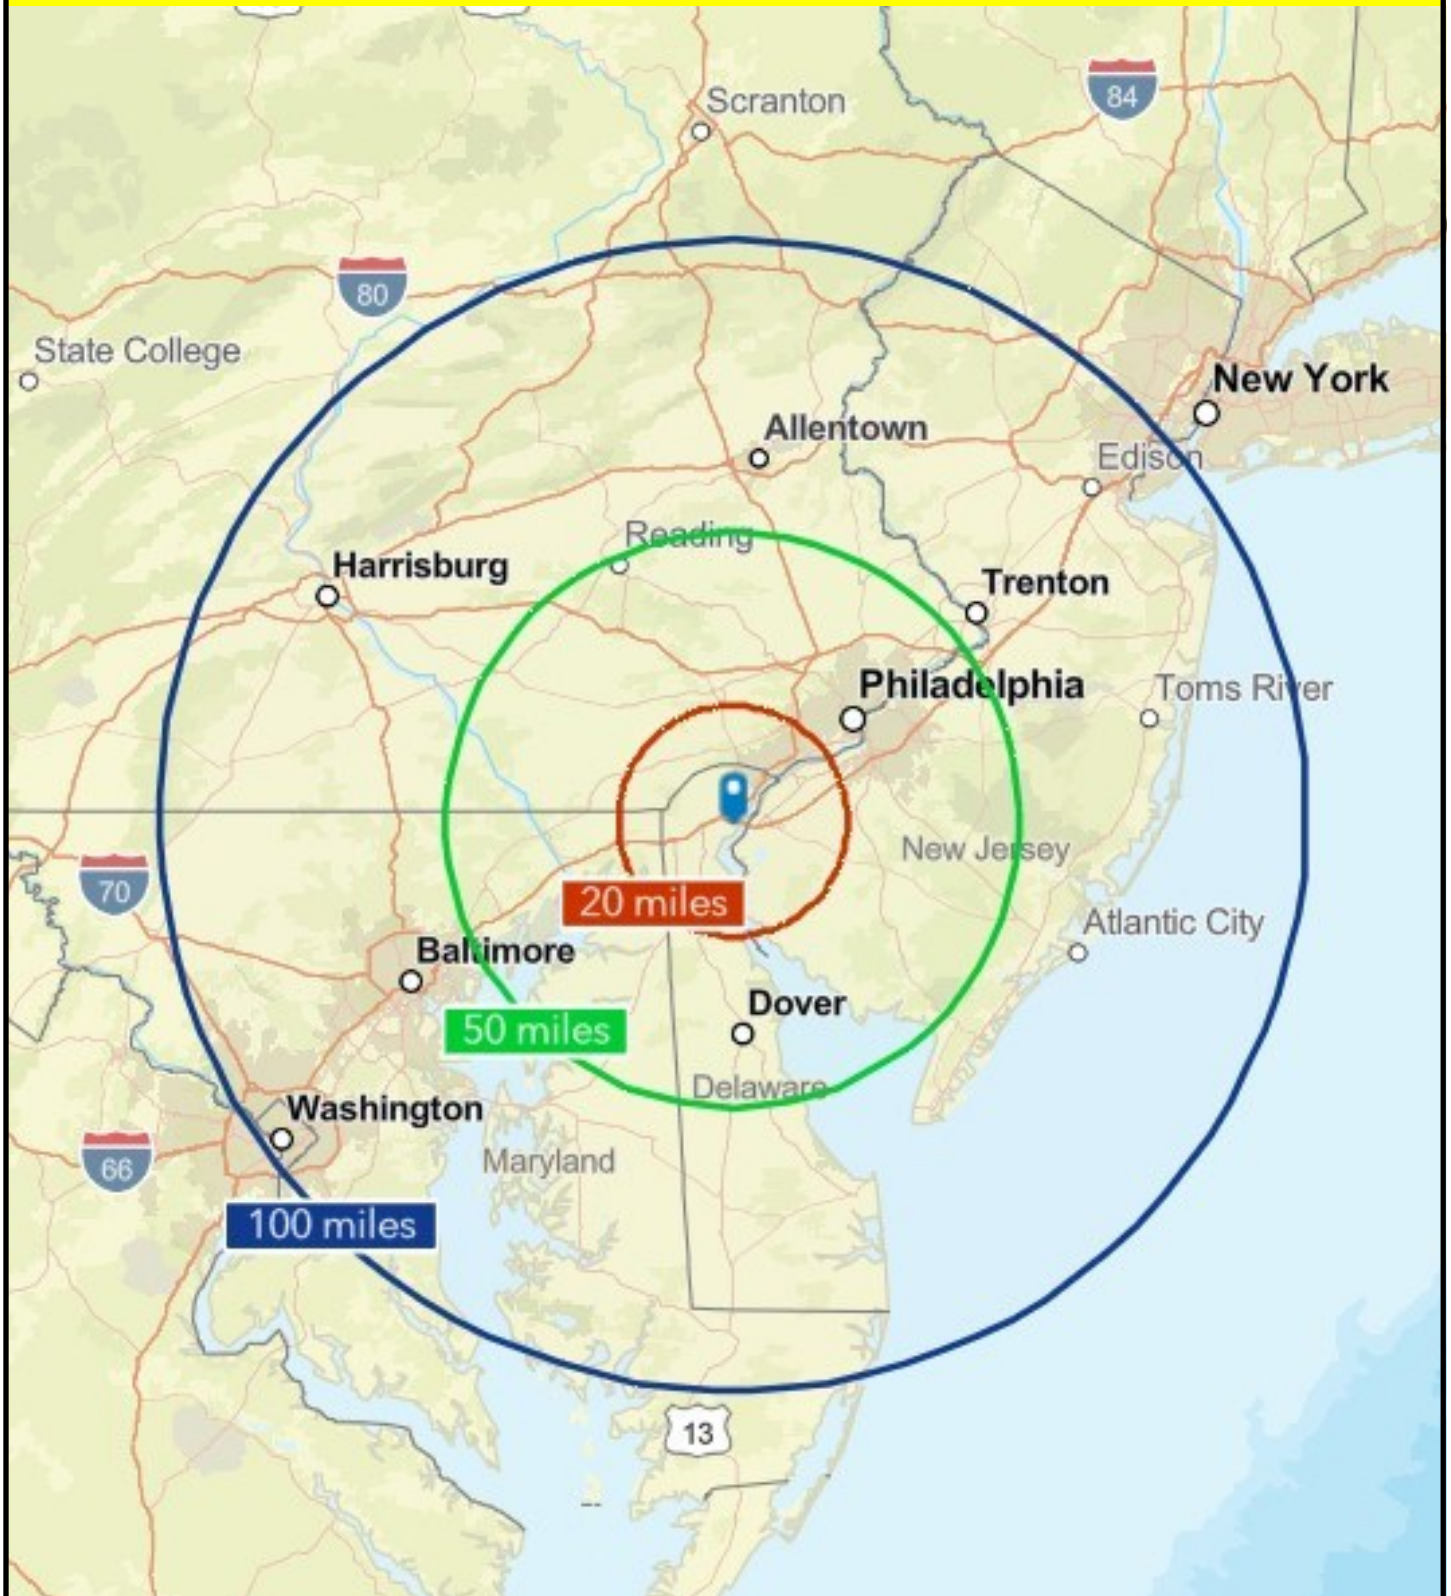 Scranton
84
80
State College
New York
Allentown
Edison
Reading
Harrisburg
Trenton
Philadelphia
Toms River
New Jersey
70
20 miles
Atlantic City
Baltimore
Dover
50 miles
Delaware
Washington
66
Maryland
100 miles
13